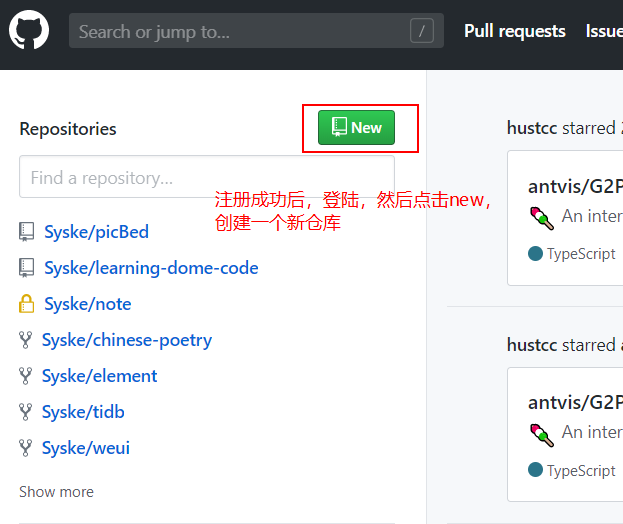 Search or jump to...
/
Pull requests
Issue
Repositories
New
Find a repository...
注册成功后，登陆，然后点击new，
创建一个新仓库
Syske/picBed
Syske/learning-dome-code
Syske/note
Syske/chinese-poetry
Syske/element
Syske/tidb
Syske/weui
Show more
hustcc starred 2
antvis/G2P
An inter
TypeScript
hustcc starred a
antvis/G2P
An inter
TypeScript